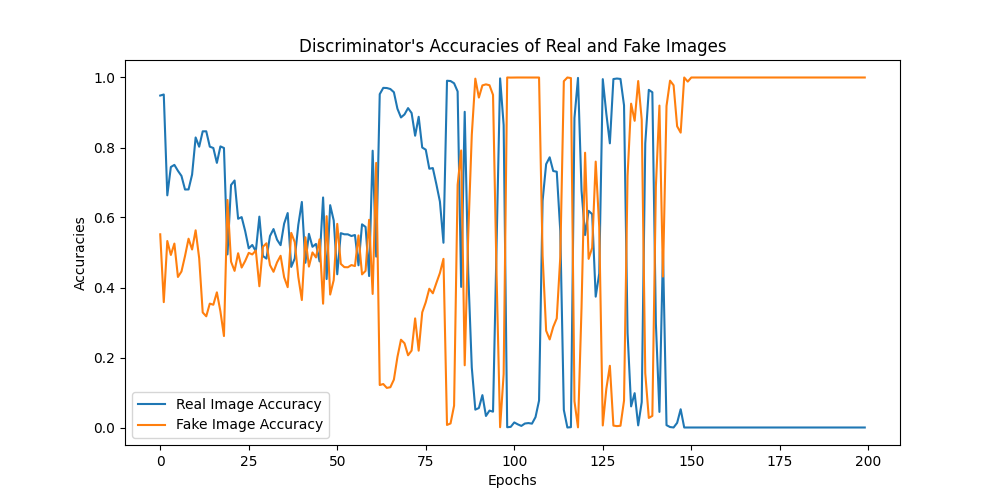 Discriminator's Accuracies of Real and Fake Images
1.0
0.8
0.6
0.4
0.2
0.0
Accuracies
Real Image Accuracy
Fake Image Accuracy
0 25 50 75 100 125 150 175 200
Epochs